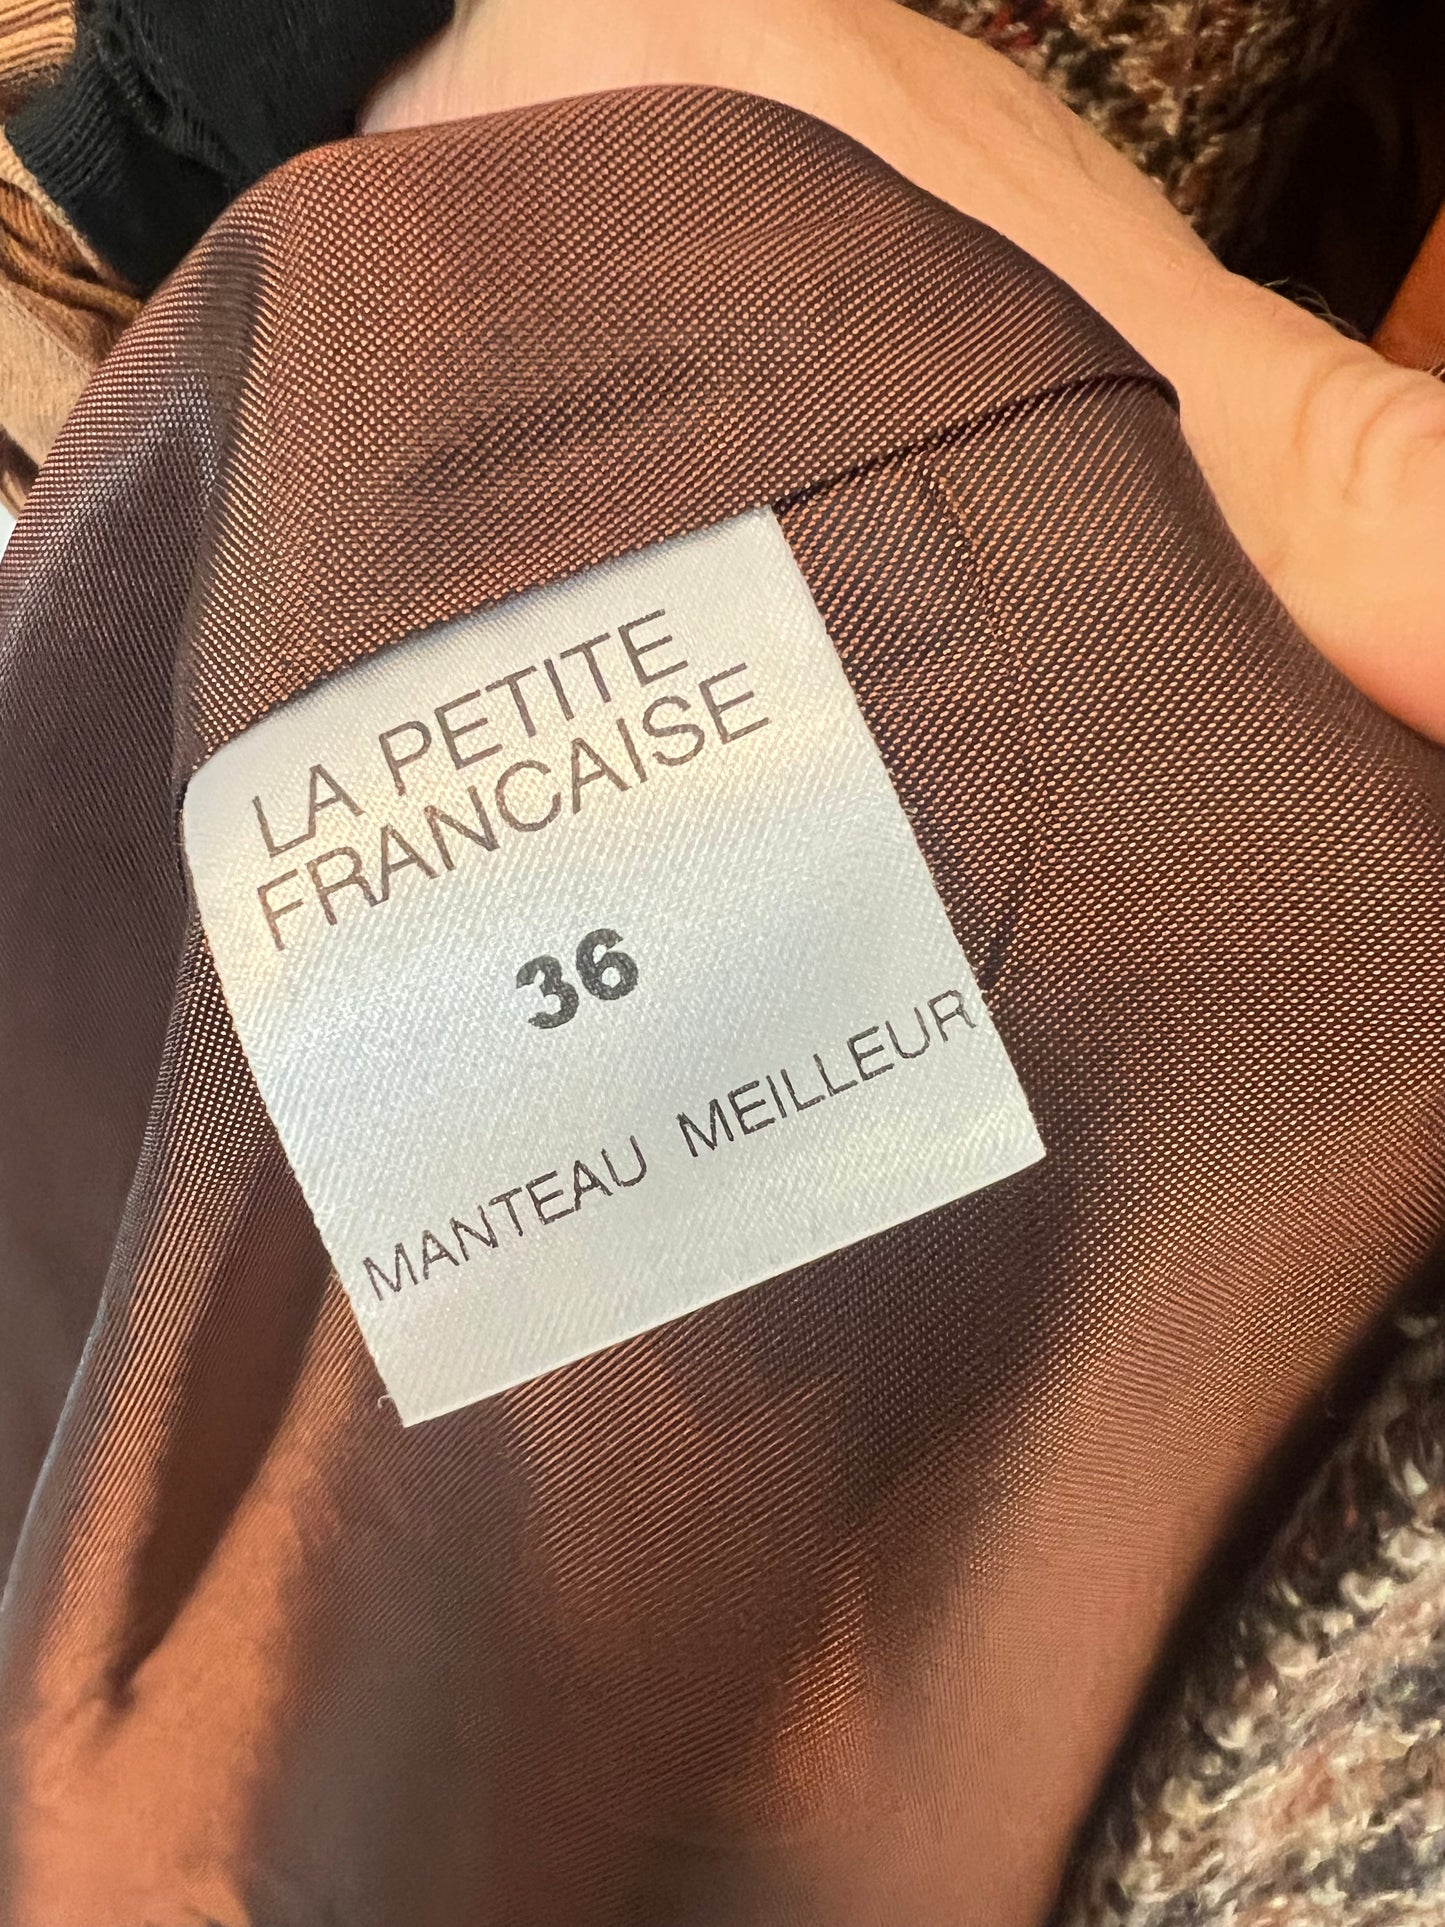 LA PETITE
FRANCAISE
36
MANTEAU MEILLEUR